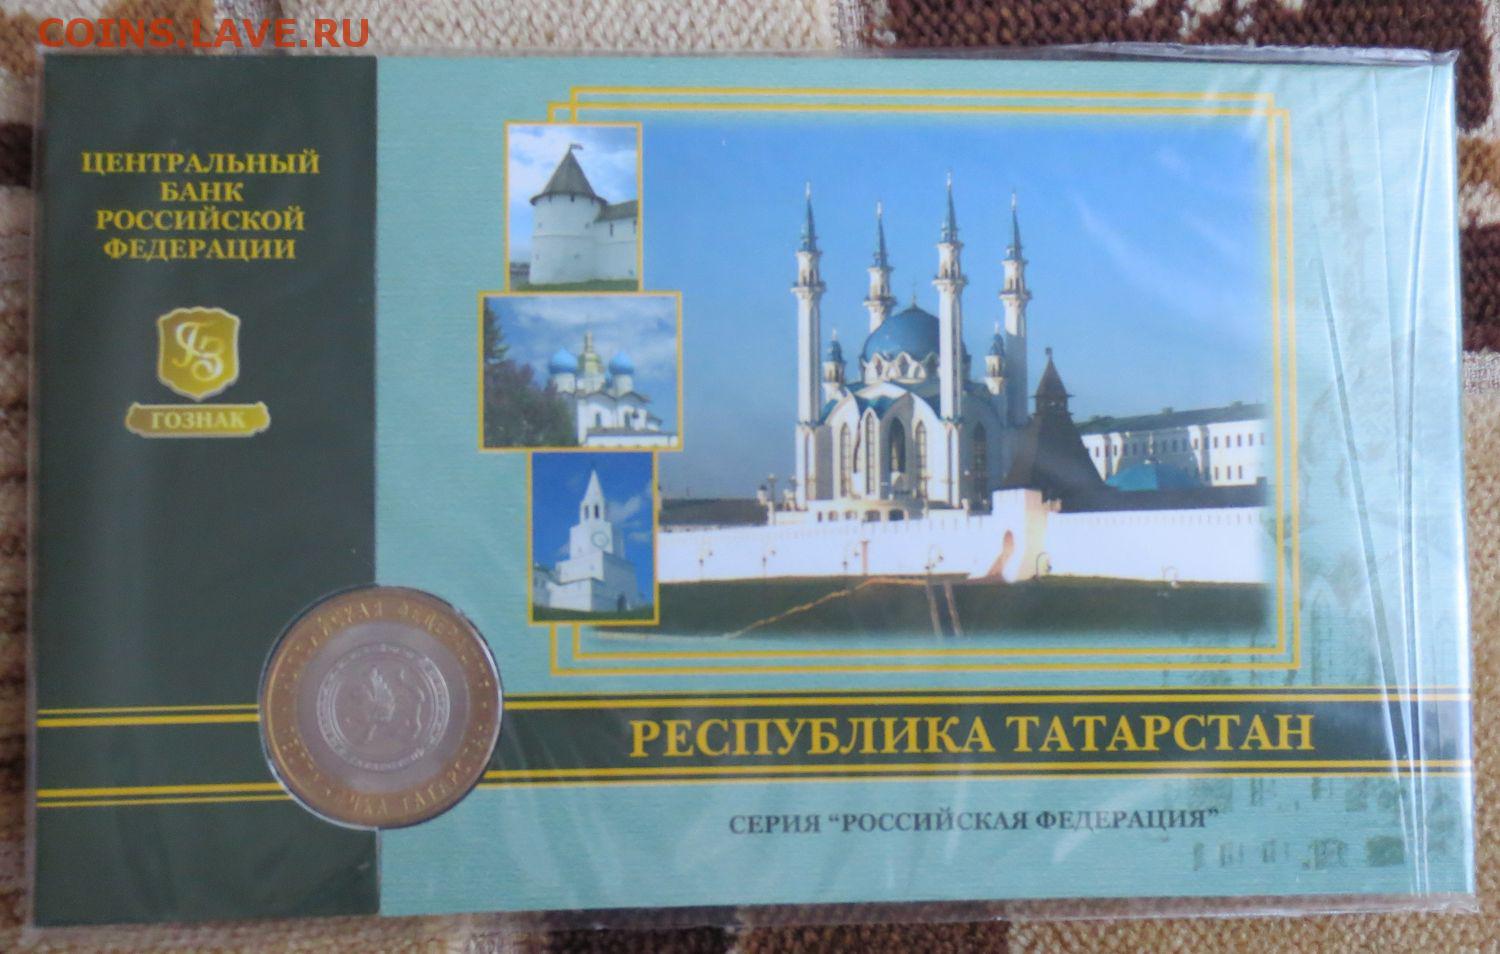 COINS.LAVE.RU
ЦЕНТРАЛЬНЫЙ
БАНК
РОССИЙСКОЙ
ФЕДЕРАЦИИ
ГОЗНАК
РЕСПУБЛИКА ТАТАРСТАН
СЕРИЯ “РОССИЙСКАЯ ФЕДЕРАЦИЯ”